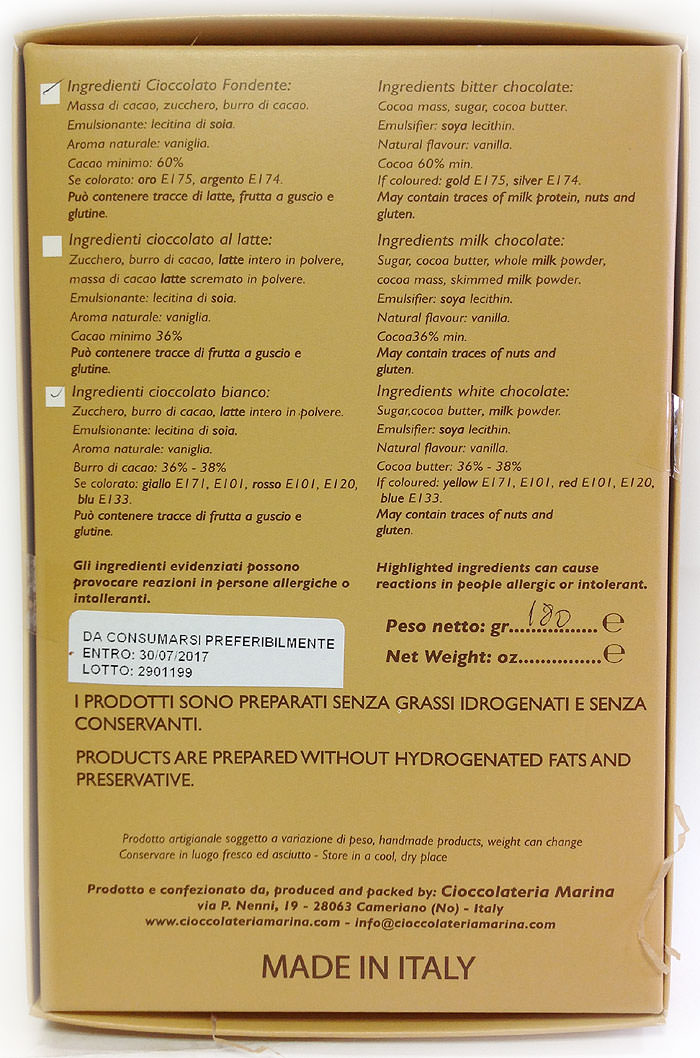 Ingredienti Cioccolato Fondente:
Massa di cacao, zucchero, burro di cacao.
Emulsionante: lecitina di soia.
Aroma naturale: vaniglia.
Cacao minimo: 60%
Se colorato: oro E175, argento E174.
Può contenere tracce di latte, frutta a guscio e
glutine.
Ingredienti cioccolato al latte:
Zucchero, burro di cacao, latte intero in polvere,
massa di cacao latte scremato in polvere.
Emulsionante: lecitina di soia.
Aroma naturale: vaniglia.
Cacao minimo 36%
Può contenere tracce di frutta a guscio e
glutine.
Ingredienti cioccolato bianco:
Zucchero, burro di cacao, latte intero in polvere.
Emulsionante: lecitina di soia.
Aroma naturale: vaniglia.
Burro di cacao: 36% - 38%
Se colorato: giallo E171, E101, rosso E101, E120,
blu E133.
Può contenere tracce di frutta a guscio e
glutine.
Gli ingredienti evidenziati possono
provocare reazioni in persone allergiche o
intolleranti.
Ingredients bitter chocolate:
Cocoa mass, sugar, cocoa butter.
Emulsifier: soya lecithin.
Natural flavour: vanilla.
Cocoa 60% min.
If coloured: gold E175, silver E174.
May contain traces of milk protein, nuts and
gluten.
Ingredients milk chocolate:
Sugar, cocoa butter, whole milk powder,
cocoa mass, skimmed milk powder.
Emulsifier: soya lecithin.
Natural flavour: vanilla.
Cocoa36% min.
May contain traces of nuts and
gluten.
Ingredients white chocolate:
Sugar,cocoa butter, milk powder.
Emulsifier: soya lecithin.
Natural flavour: vanilla.
Cocoa butter: 36% - 38%
If coloured: yellow E171, E101, red E101, E120,
blue E133.
May contain traces of nuts and
gluten.
Highlighted ingredients can cause
reactions in people allergic or intolerant.
Peso netto: gr....180....℮
Net Weight: oz...............℮
DA CONSUMARSI PREFERIBILMENTE
ENTRO: 30/07/2017
LOTTO: 2901199
I PRODOTTI SONO PREPARATI SENZA GRASSI IDROGENATI E SENZA
CONSERVANTI.
PRODUCTS ARE PREPARED WITHOUT HYDROGENATED FATS AND
PRESERVATIVE.
Prodotto artigianale soggetto a variazione di peso, handmade products, weight can change
Conservare in luogo fresco ed asciutto - Store in a cool, dry place
Prodotto e confezionato da, produced and packed by: Cioccolateria Marina
via P. Nenni, 19 - 28063 Cameriano (No) - Italy
www.cioccolateriamarina.com - info@cioccolateriamarina.com
MADE IN ITALY